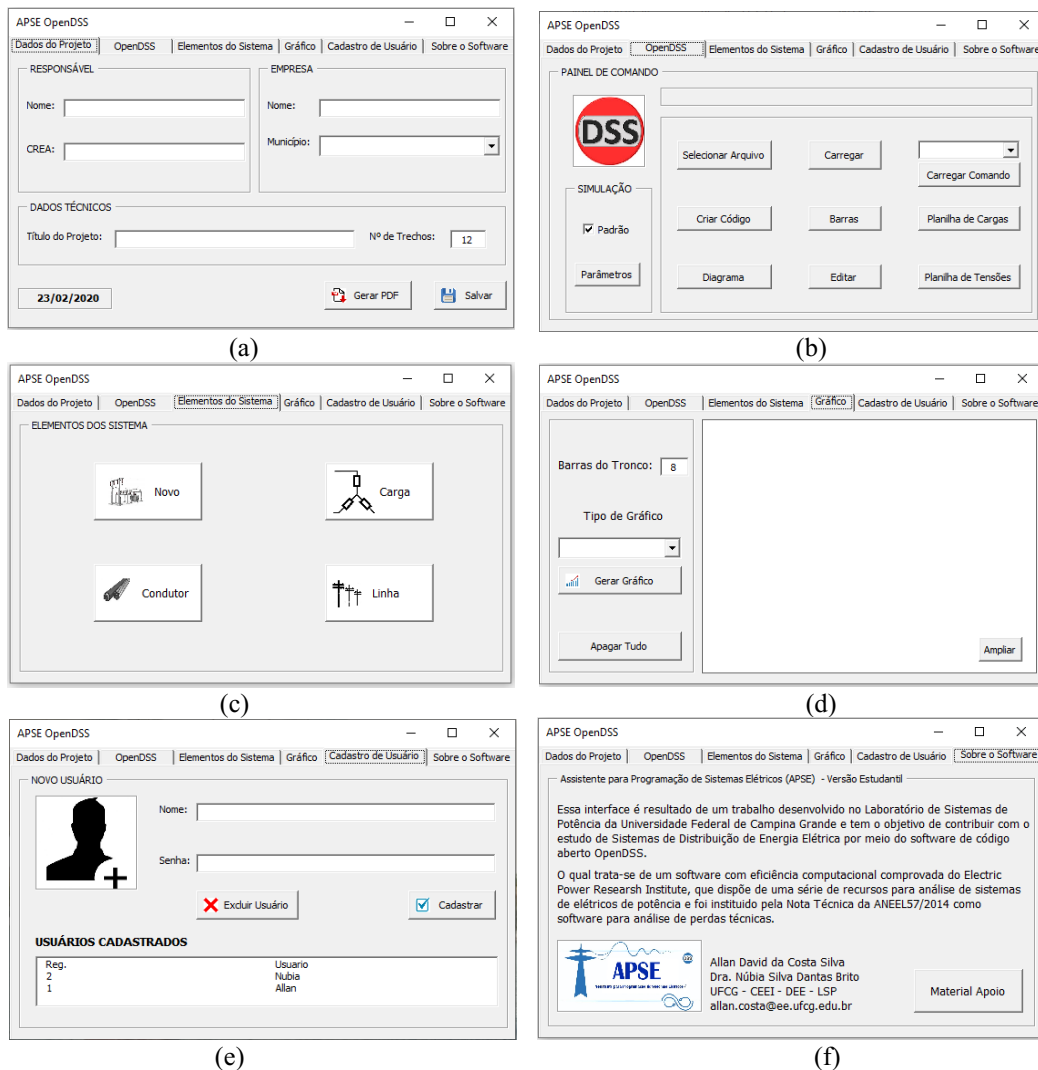 APSE OpenDSS
Dados do Projeto OpenDSS Elementos do Sistema Gráfico Cadastro de Usuário Sobre o Software
RESPONSÁVEL
Nome:
CREA:
EMPRESA
Nome:
Município:
DADOS TÉCNICOS
Título do Projeto:
Nº de Trechos: 12
23/02/2020
Gerar PDF
Salvar
(a)
APSE OpenDSS
Dados do Projeto OpenDSS Elementos do Sistema Gráfico Cadastro de Usuário Sobre o Software
PAINEL DE COMANDO
DSS
SIMULAÇÃO
Padrão
Parâmetros
Selecionar Arquivo
Carregar
Carregar Comando
Criar Código
Barras
Planilha de Cargas
Diagrama
Editar
Planilha de Tensões
(b)
APSE OpenDSS
Dados do Projeto OpenDSS Elementos do Sistema Gráfico Cadastro de Usuário Sobre o Software
ELEMENTOS DOS SISTEMA
Novo
Carga
Condutor
Linha
(c)
APSE OpenDSS
Dados do Projeto OpenDSS Elementos do Sistema Gráfico Cadastro de Usuário Sobre o Software
Barras do Tronco: 8
Tipo de Gráfico
Gerar Gráfico
Apagar Tudo
Ampliar
(d)
APSE OpenDSS
Dados do Projeto OpenDSS Elementos do Sistema Gráfico Cadastro de Usuário Sobre o Software
NOVO USUÁRIO
Nome:
Senha:
Excluir Usuário
Cadastrar
USUÁRIOS CADASTRADOS
Reg. Usuario
2 Nubia
1 Allan
(e)
APSE OpenDSS
Dados do Projeto OpenDSS Elementos do Sistema Gráfico Cadastro de Usuário Sobre o Software
Assistente para Programação de Sistemas Elétricos (APSE) - Versão Estudantil
Essa interface é resultado de um trabalho desenvolvido no Laboratório de Sistemas de
Potência da Universidade Federal de Campina Grande e tem o objetivo de contribuir com o
estudo de Sistemas de Distribuição de Energia Elétrica por meio do software de código
aberto OpenDSS.
O qual trata-se de um software com eficiência computacional comprovada do Electric
Power Researsh Institute, que dispõe de uma série de recursos para análise de sistemas
de elétricos de potência e foi instituido pela Nota Técnica da ANEEL57/2014 como
software para análise de perdas técnicas.
APSE
Allan David da Costa Silva
Dra. Núbia Silva Dantas Brito
UFCG - CEEI - DEE - LSP
allan.costa@ee.ufcg.edu.br
Material Apoio
(f)